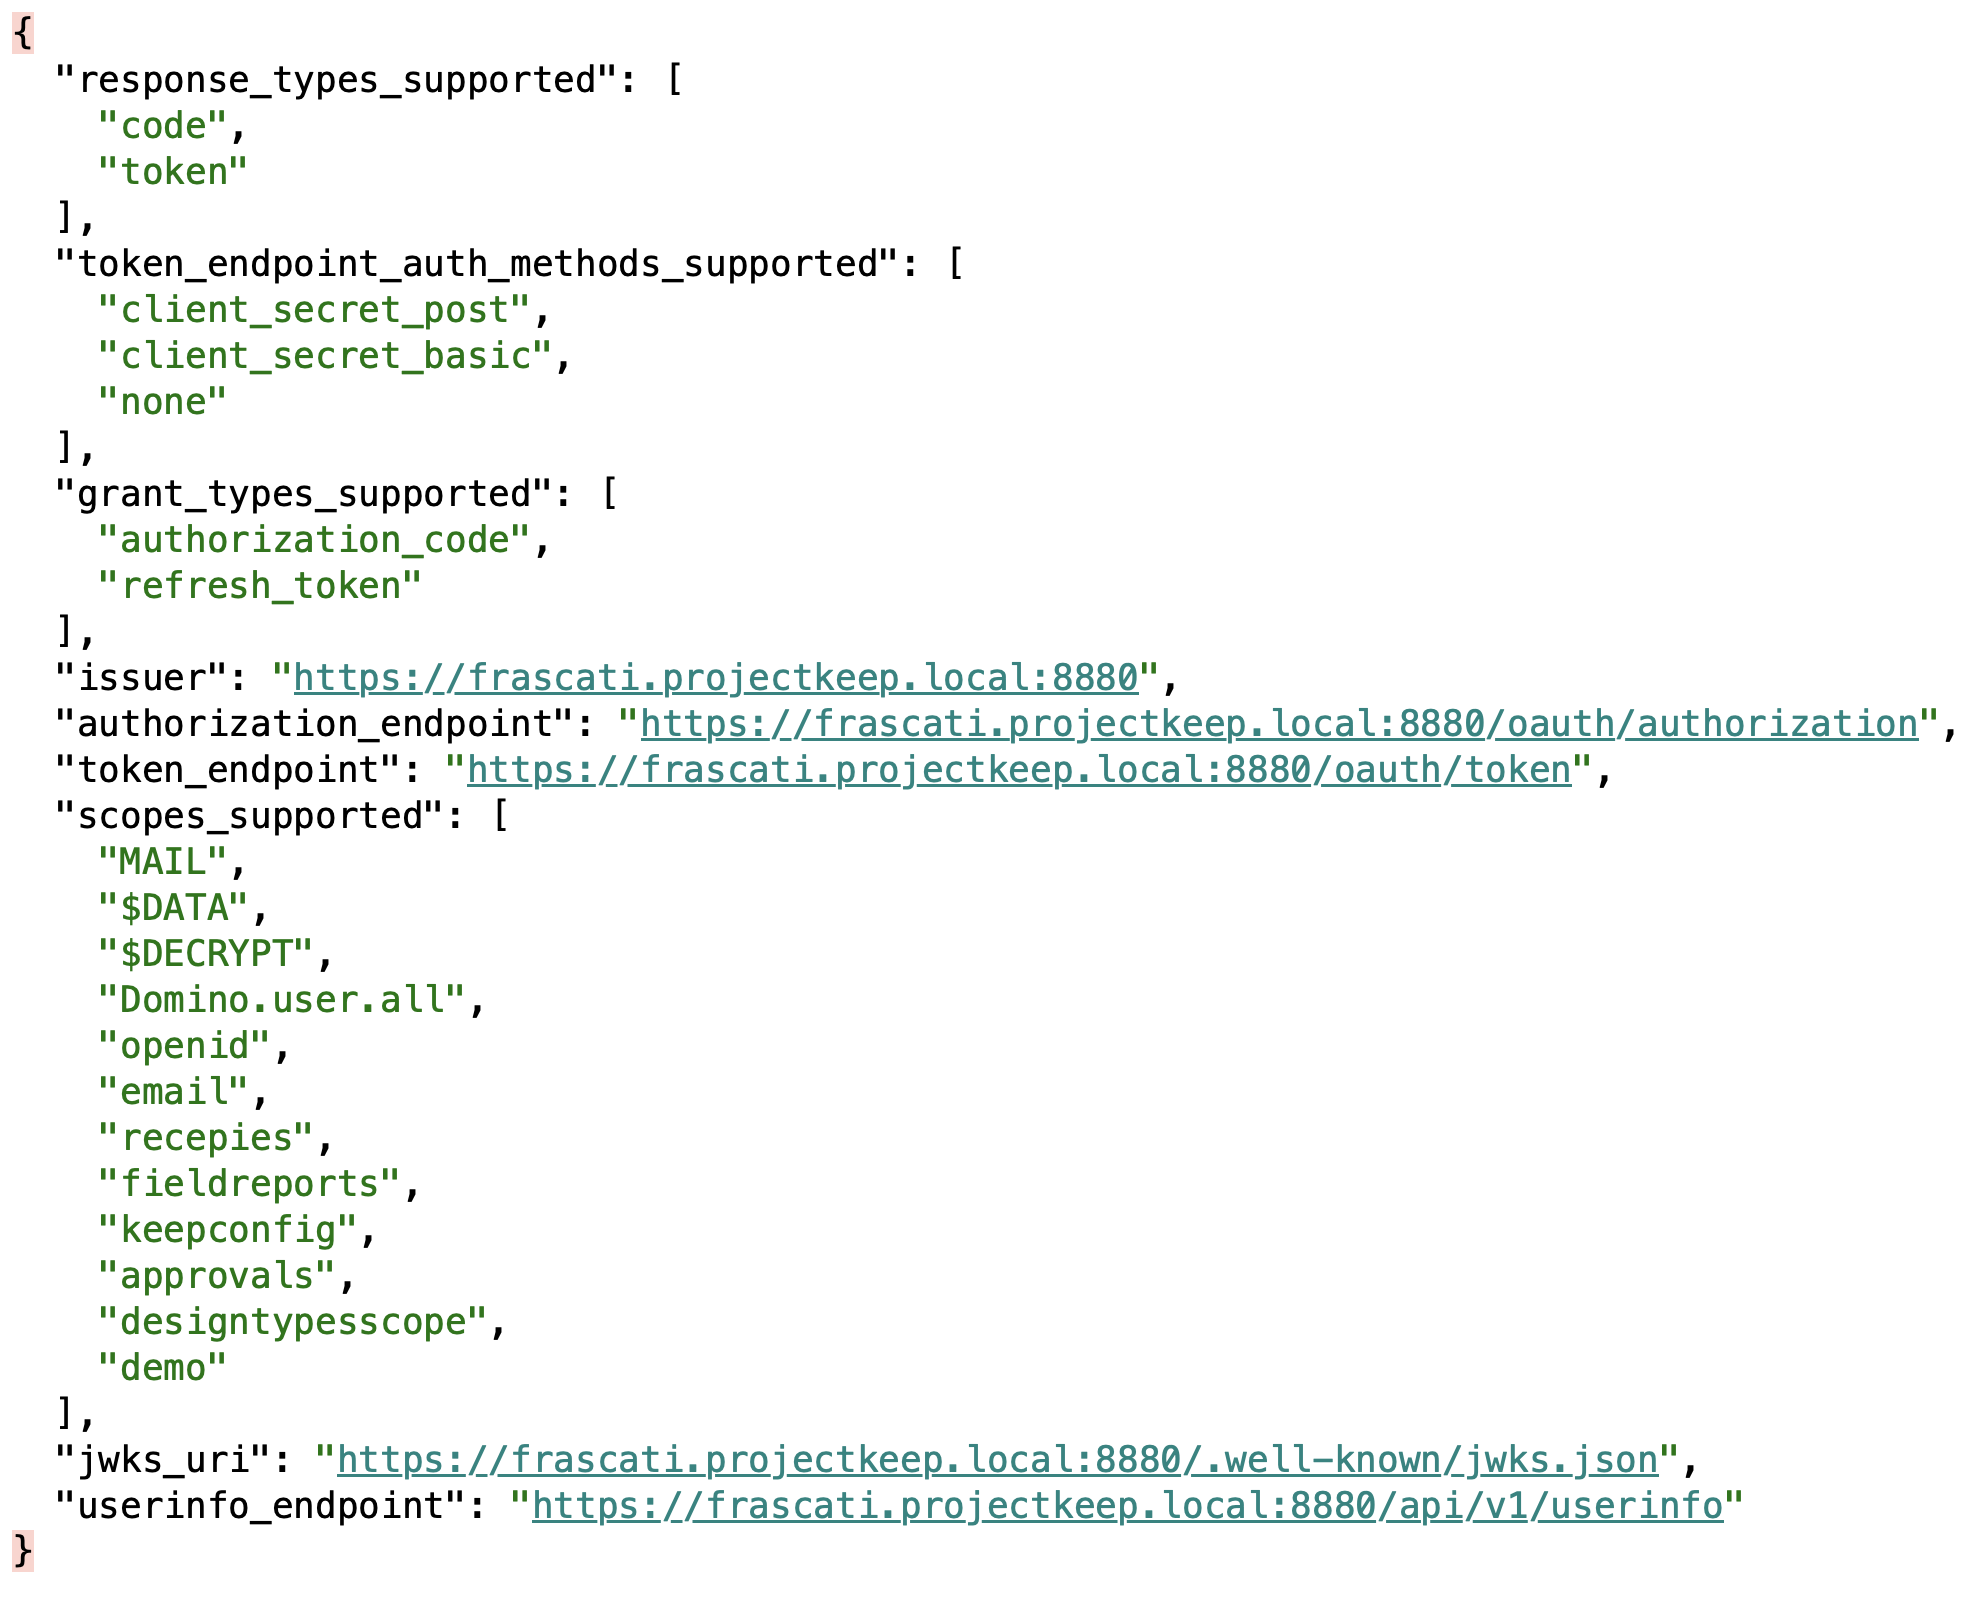 {
  "response_types_supported": [
    "code",
    "token"
  ],
  "token_endpoint_auth_methods_supported": [
    "client_secret_post",
    "client_secret_basic",
    "none"
  ],
  "grant_types_supported": [
    "authorization_code",
    "refresh_token"
  ],
  "issuer": "https://frascati.projectkeep.local:8880",
  "authorization_endpoint": "https://frascati.projectkeep.local:8880/oauth/authorization",
  "token_endpoint": "https://frascati.projectkeep.local:8880/oauth/token",
  "scopes_supported": [
    "MAIL",
    "$DATA",
    "$DECRYPT",
    "Domino.user.all",
    "openid",
    "email",
    "recepies",
    "fieldreports",
    "keepconfig",
    "approvals",
    "designtypesscope",
    "demo"
  ],
  "jwks_uri": "https://frascati.projectkeep.local:8880/.well-known/jwks.json",
  "userinfo_endpoint": "https://frascati.projectkeep.local:8880/api/v1/userinfo"
}